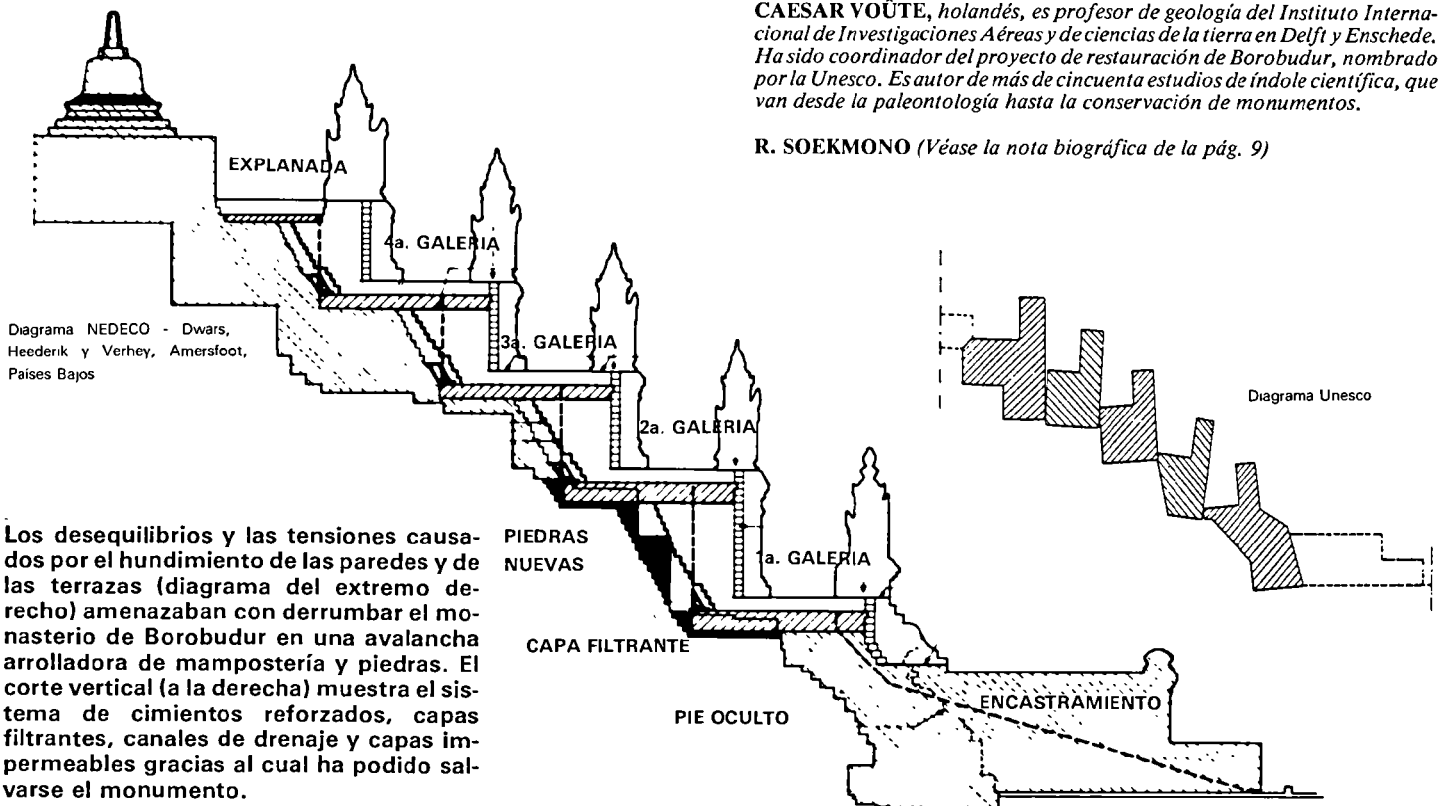 CAESAR VOÛTE, holandés, es profesor de geología del Instituto Interna-
cional de Investigaciones Aéreas y de ciencias de la tierra en Delft y Enschede.
Ha sido coordinador del proyecto de restauración de Borobudur, nombrado
por la Unesco. Es autor de más de cincuenta estudios de índole científica, que
van desde la paleontología hasta la conservación de monumentos.
R. SOEKMONO (Véase la nota biográfica de la pág. 9)
EXPLANADA
4a. GALERIA
Diagrama NEDECO - Dwars,
Heederik y Verhey, Amersfoot,
Países Bajos
3a. GALERIA
Diagrama Unesco
2a. GALERIA
Los desequilibrios y las tensiones causa-
dos por el hundimiento de las paredes y de
las terrazas (diagrama del extremo de-
recho) amenazaban con derrumbar el mo-
nasterio de Borobudur en una avalancha
arrolladora de mampostería y piedras. El
corte vertical (a la derecha) muestra el sis-
tema de cimientos reforzados, capas
filtrantes, canales de drenaje y capas im-
permeables gracias al cual ha podido sal-
varse el monumento.
PIEDRAS
NUEVAS
1a. GALERIA
CAPA FILTRANTE
PIE OCULTO
ENCASTRAMIENTO